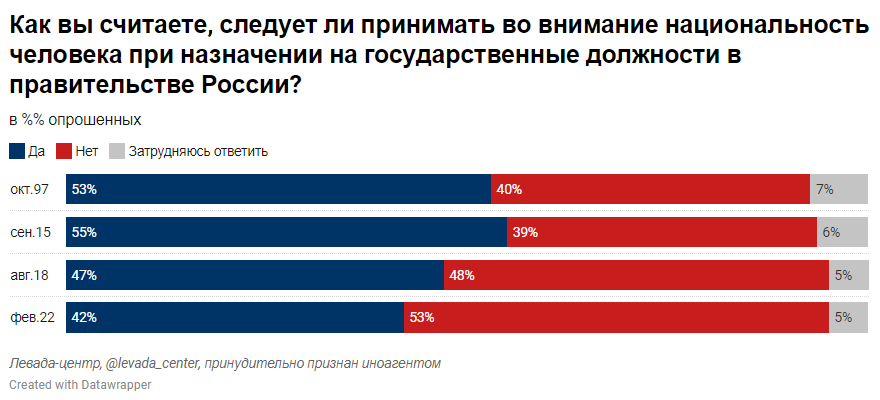 Как вы считаете, следует ли принимать во внимание национальность
человека при назначении на государственные должности в
правительстве России?
в %% опрошенных
Да Нет Затрудняюсь ответить
окт.97 53% 40% 7%
сен.15 55% 39% 6%
авг.18 47% 48% 5%
фев.22 42% 53% 5%
Левада-центр, @levada_center, принудительно признан иноагентом
Created with Datawrapper